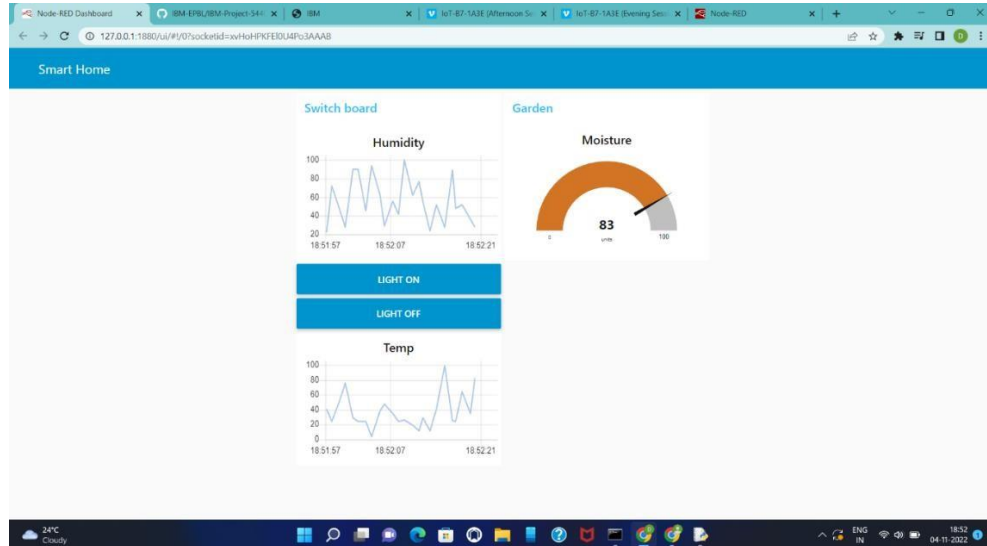 Node-RED Dashboard
IBM-EPBL/IBM-Project-544
IBM
IoT-B7-1A3E (Afternoon Se
IoT-B7-1A3E (Evening Sess
Node-RED
127.0.0.1:1880/ui/#!/0?socketid=xvHoHPKFEl0U4Po3AAAB
D
Smart Home
Switch board
Humidity
100
80
60
40
20
18:51:57 18:52:07 18:52:21
LIGHT ON
LIGHT OFF
Temp
100
80
60
40
20
0
18:51:57 18:52:07 18:52:21
Garden
Moisture
83
0 units 100
24°C
Cloudy
ENG
IN
18:52
04-11-2022